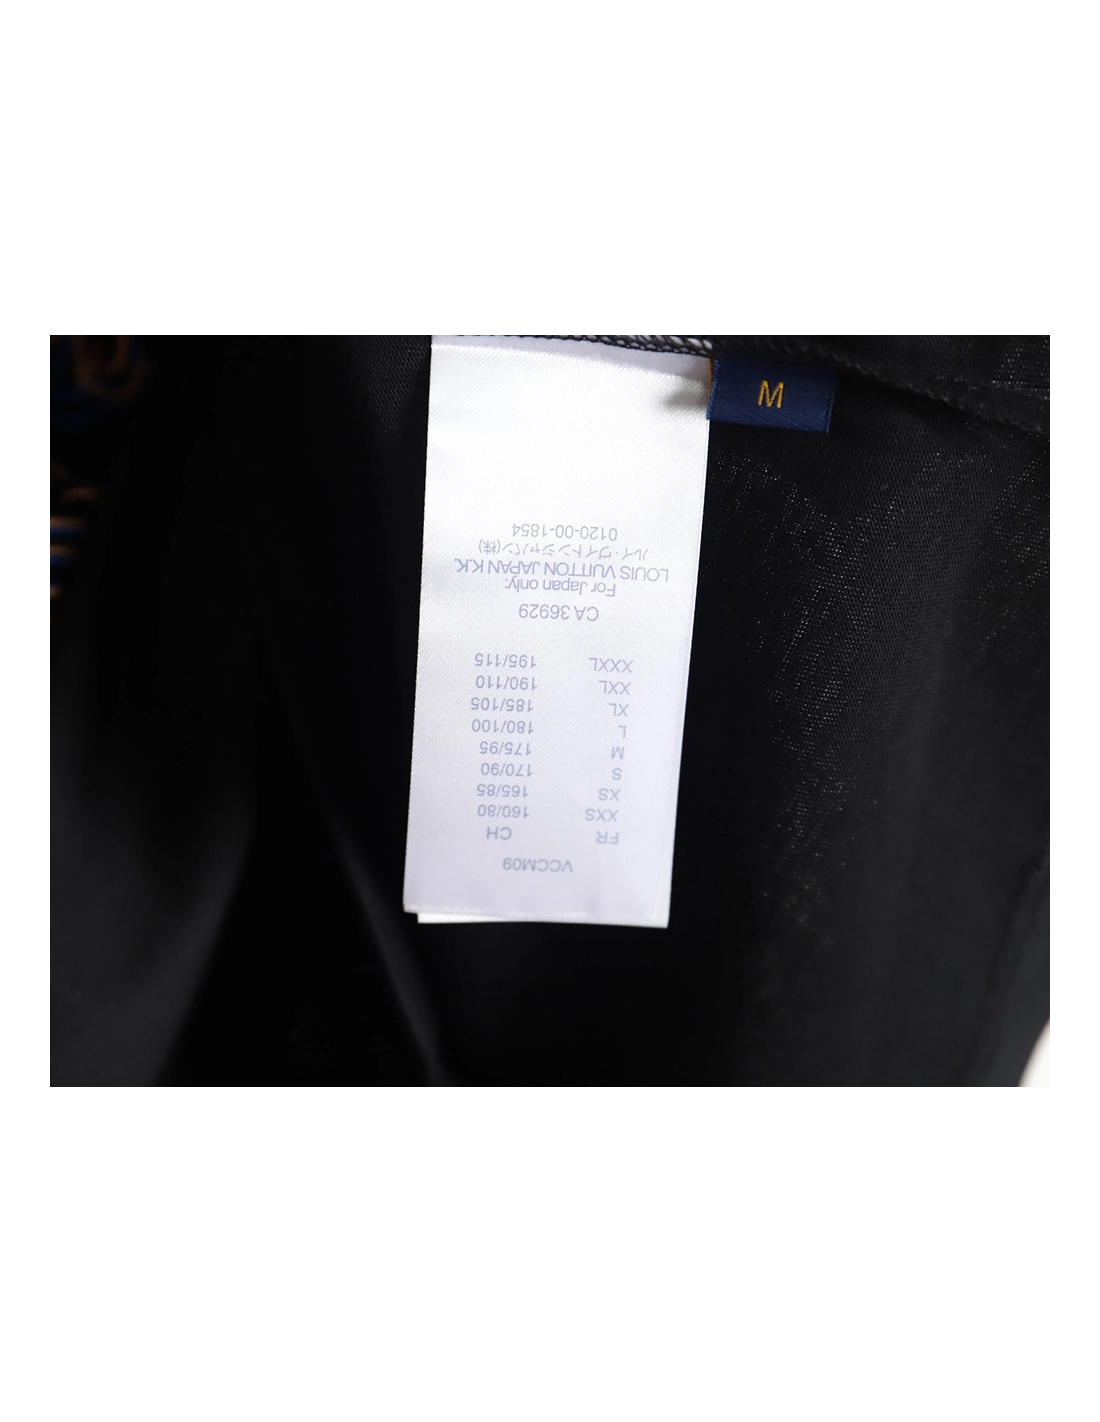 M
VCCM09
FR CH
XXS 160/80
XS 165/85
S 170/90
M 175/95
L 180/100
XL 185/105
XXL 190/110
XXXL 195/115
CA 36929
For Japan only:
LOUIS VUITTON JAPAN K.K.
ルイ・ヴィトンジャパン(株)
0120-00-1854